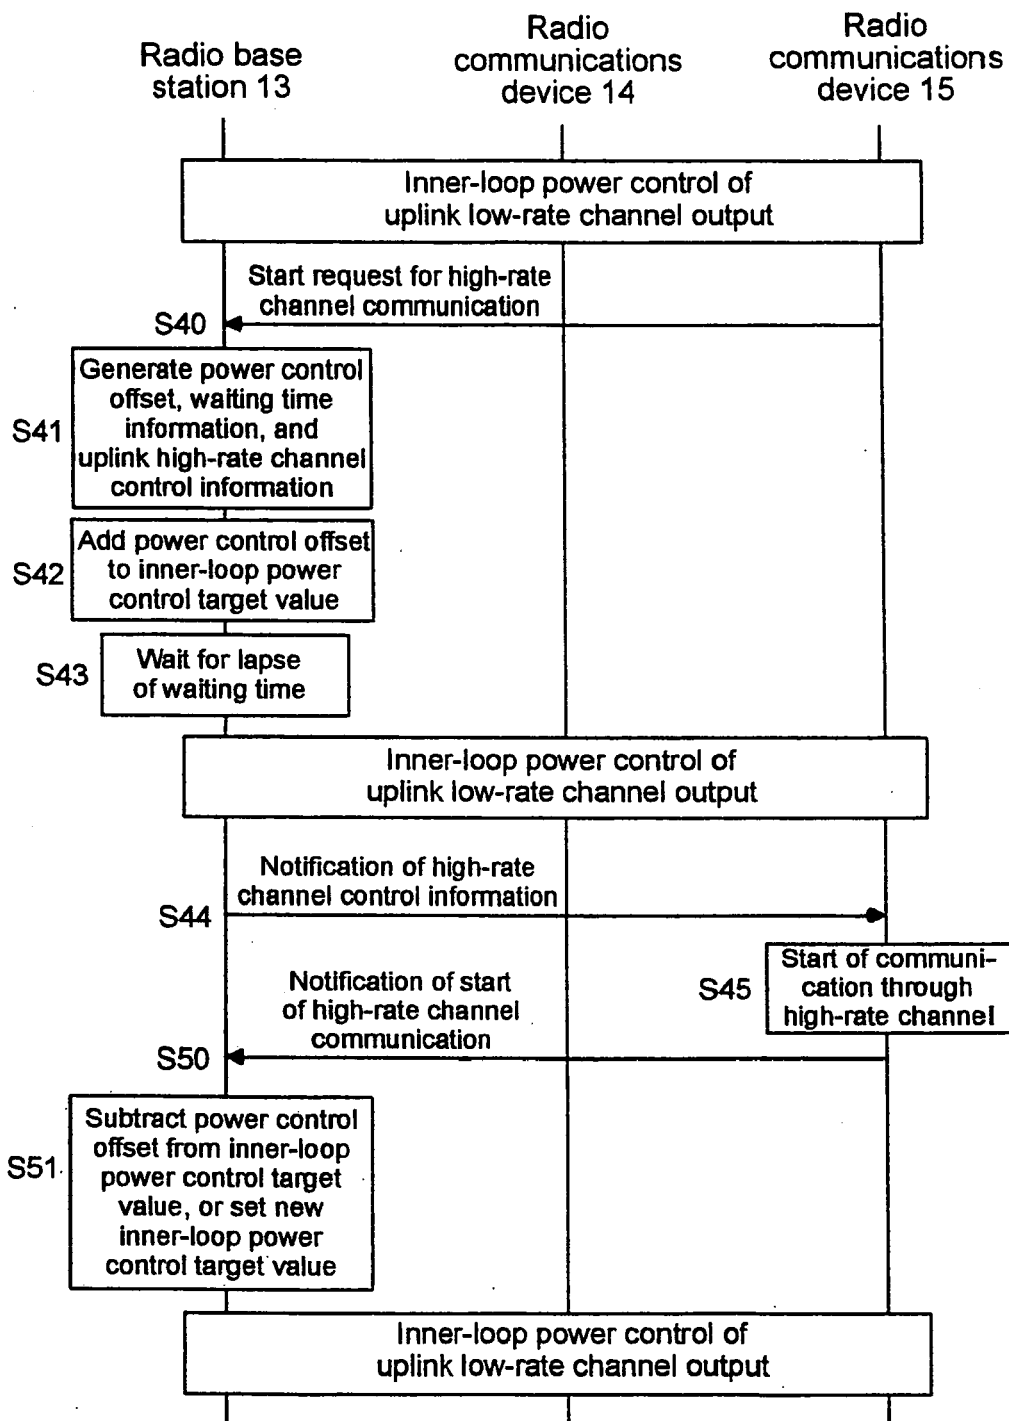 Radio base
station 13
Radio
communications
device 14
Radio
communications
device 15
Inner-loop power control of
uplink low-rate channel output
Start request for high-rate
channel communication
S40
S41
Generate power control
offset, waiting time
information, and
uplink high-rate channel
control information
S42
Add power control offset
to inner-loop power
control target value
S43
Wait for lapse
of waiting time
Inner-loop power control of
uplink low-rate channel output
Notification of high-rate
channel control information
S44
S45
Start of communi-
cation through
high-rate channel
Notification of start
of high-rate channel
communication
S50
S51
Subtract power control
offset from inner-loop
power control target
value, or set new
inner-loop power
control target value
Inner-loop power control of
uplink low-rate channel output